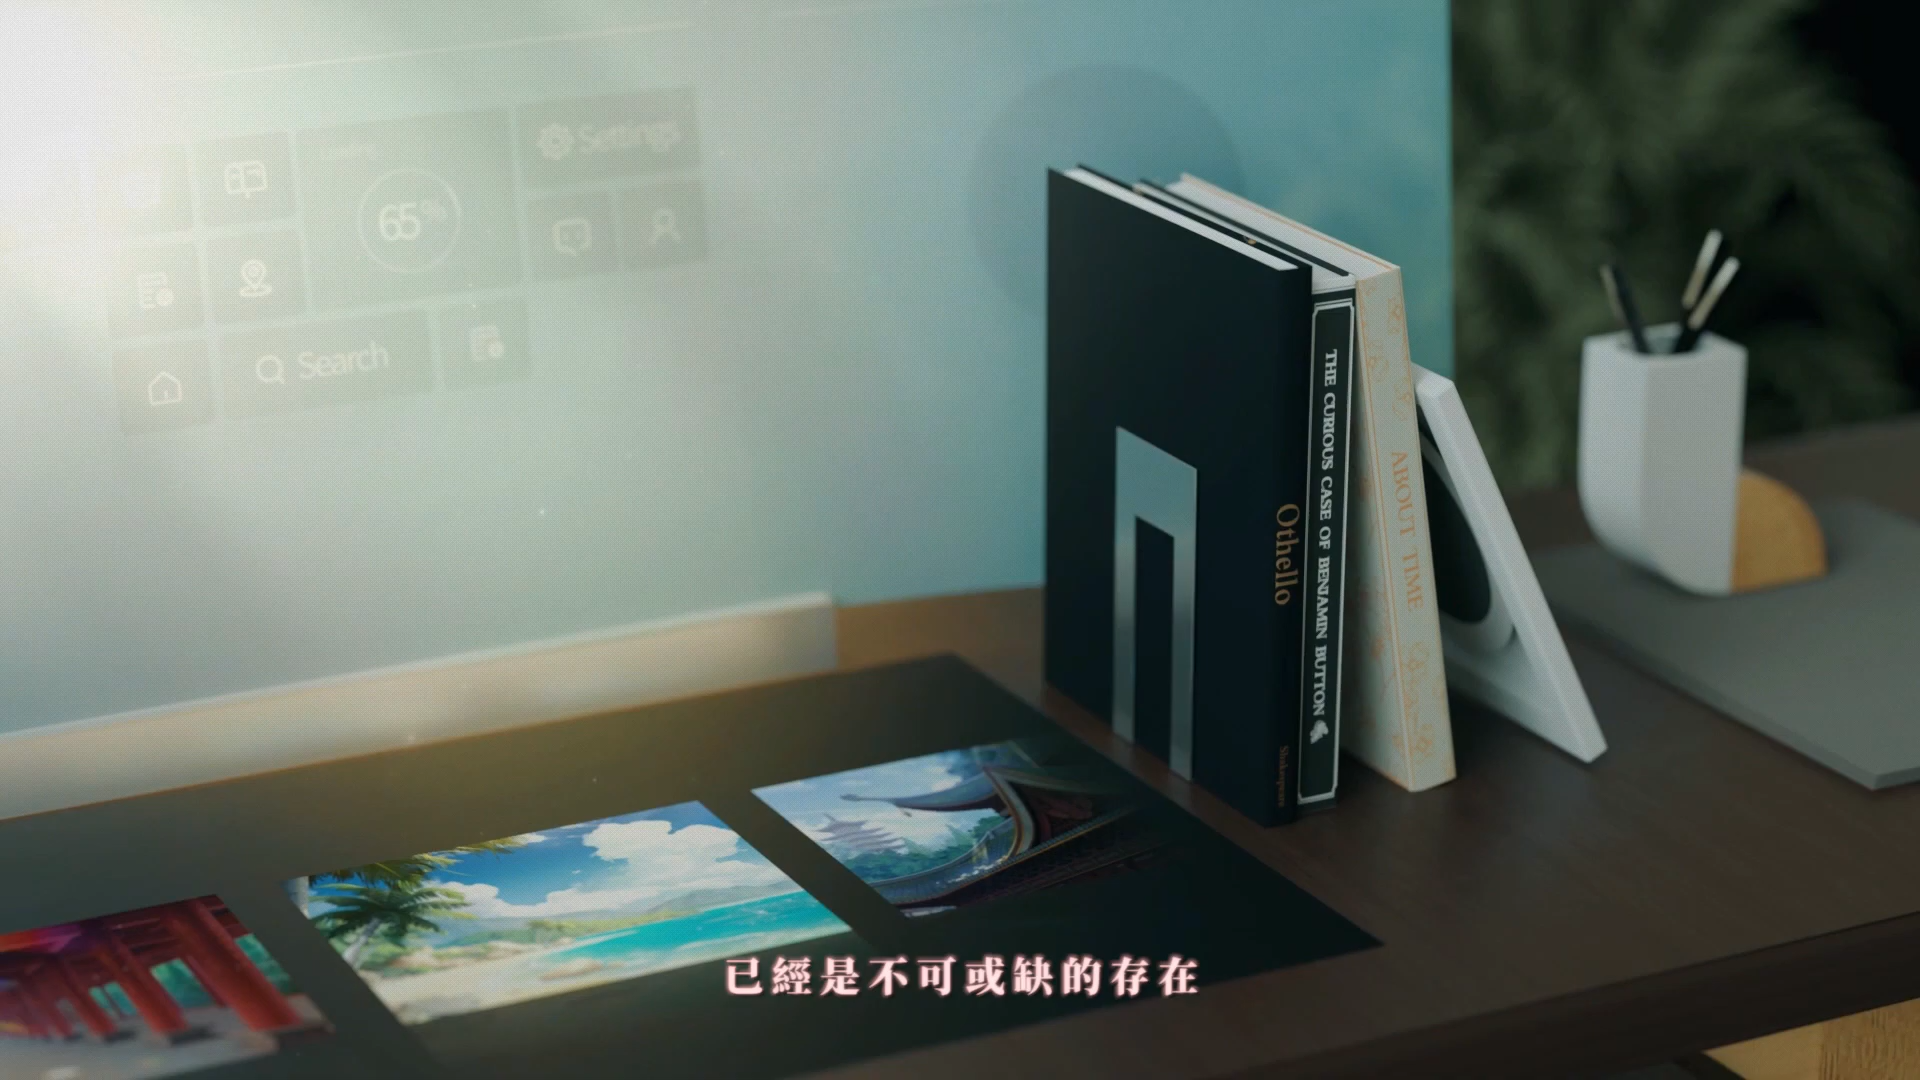 Settings
65%
Search
Othello
Shakespeare
THE CURIOUS CASE OF BENJAMIN BUTTON
ABOUT TIME
已經是不可或缺的存在